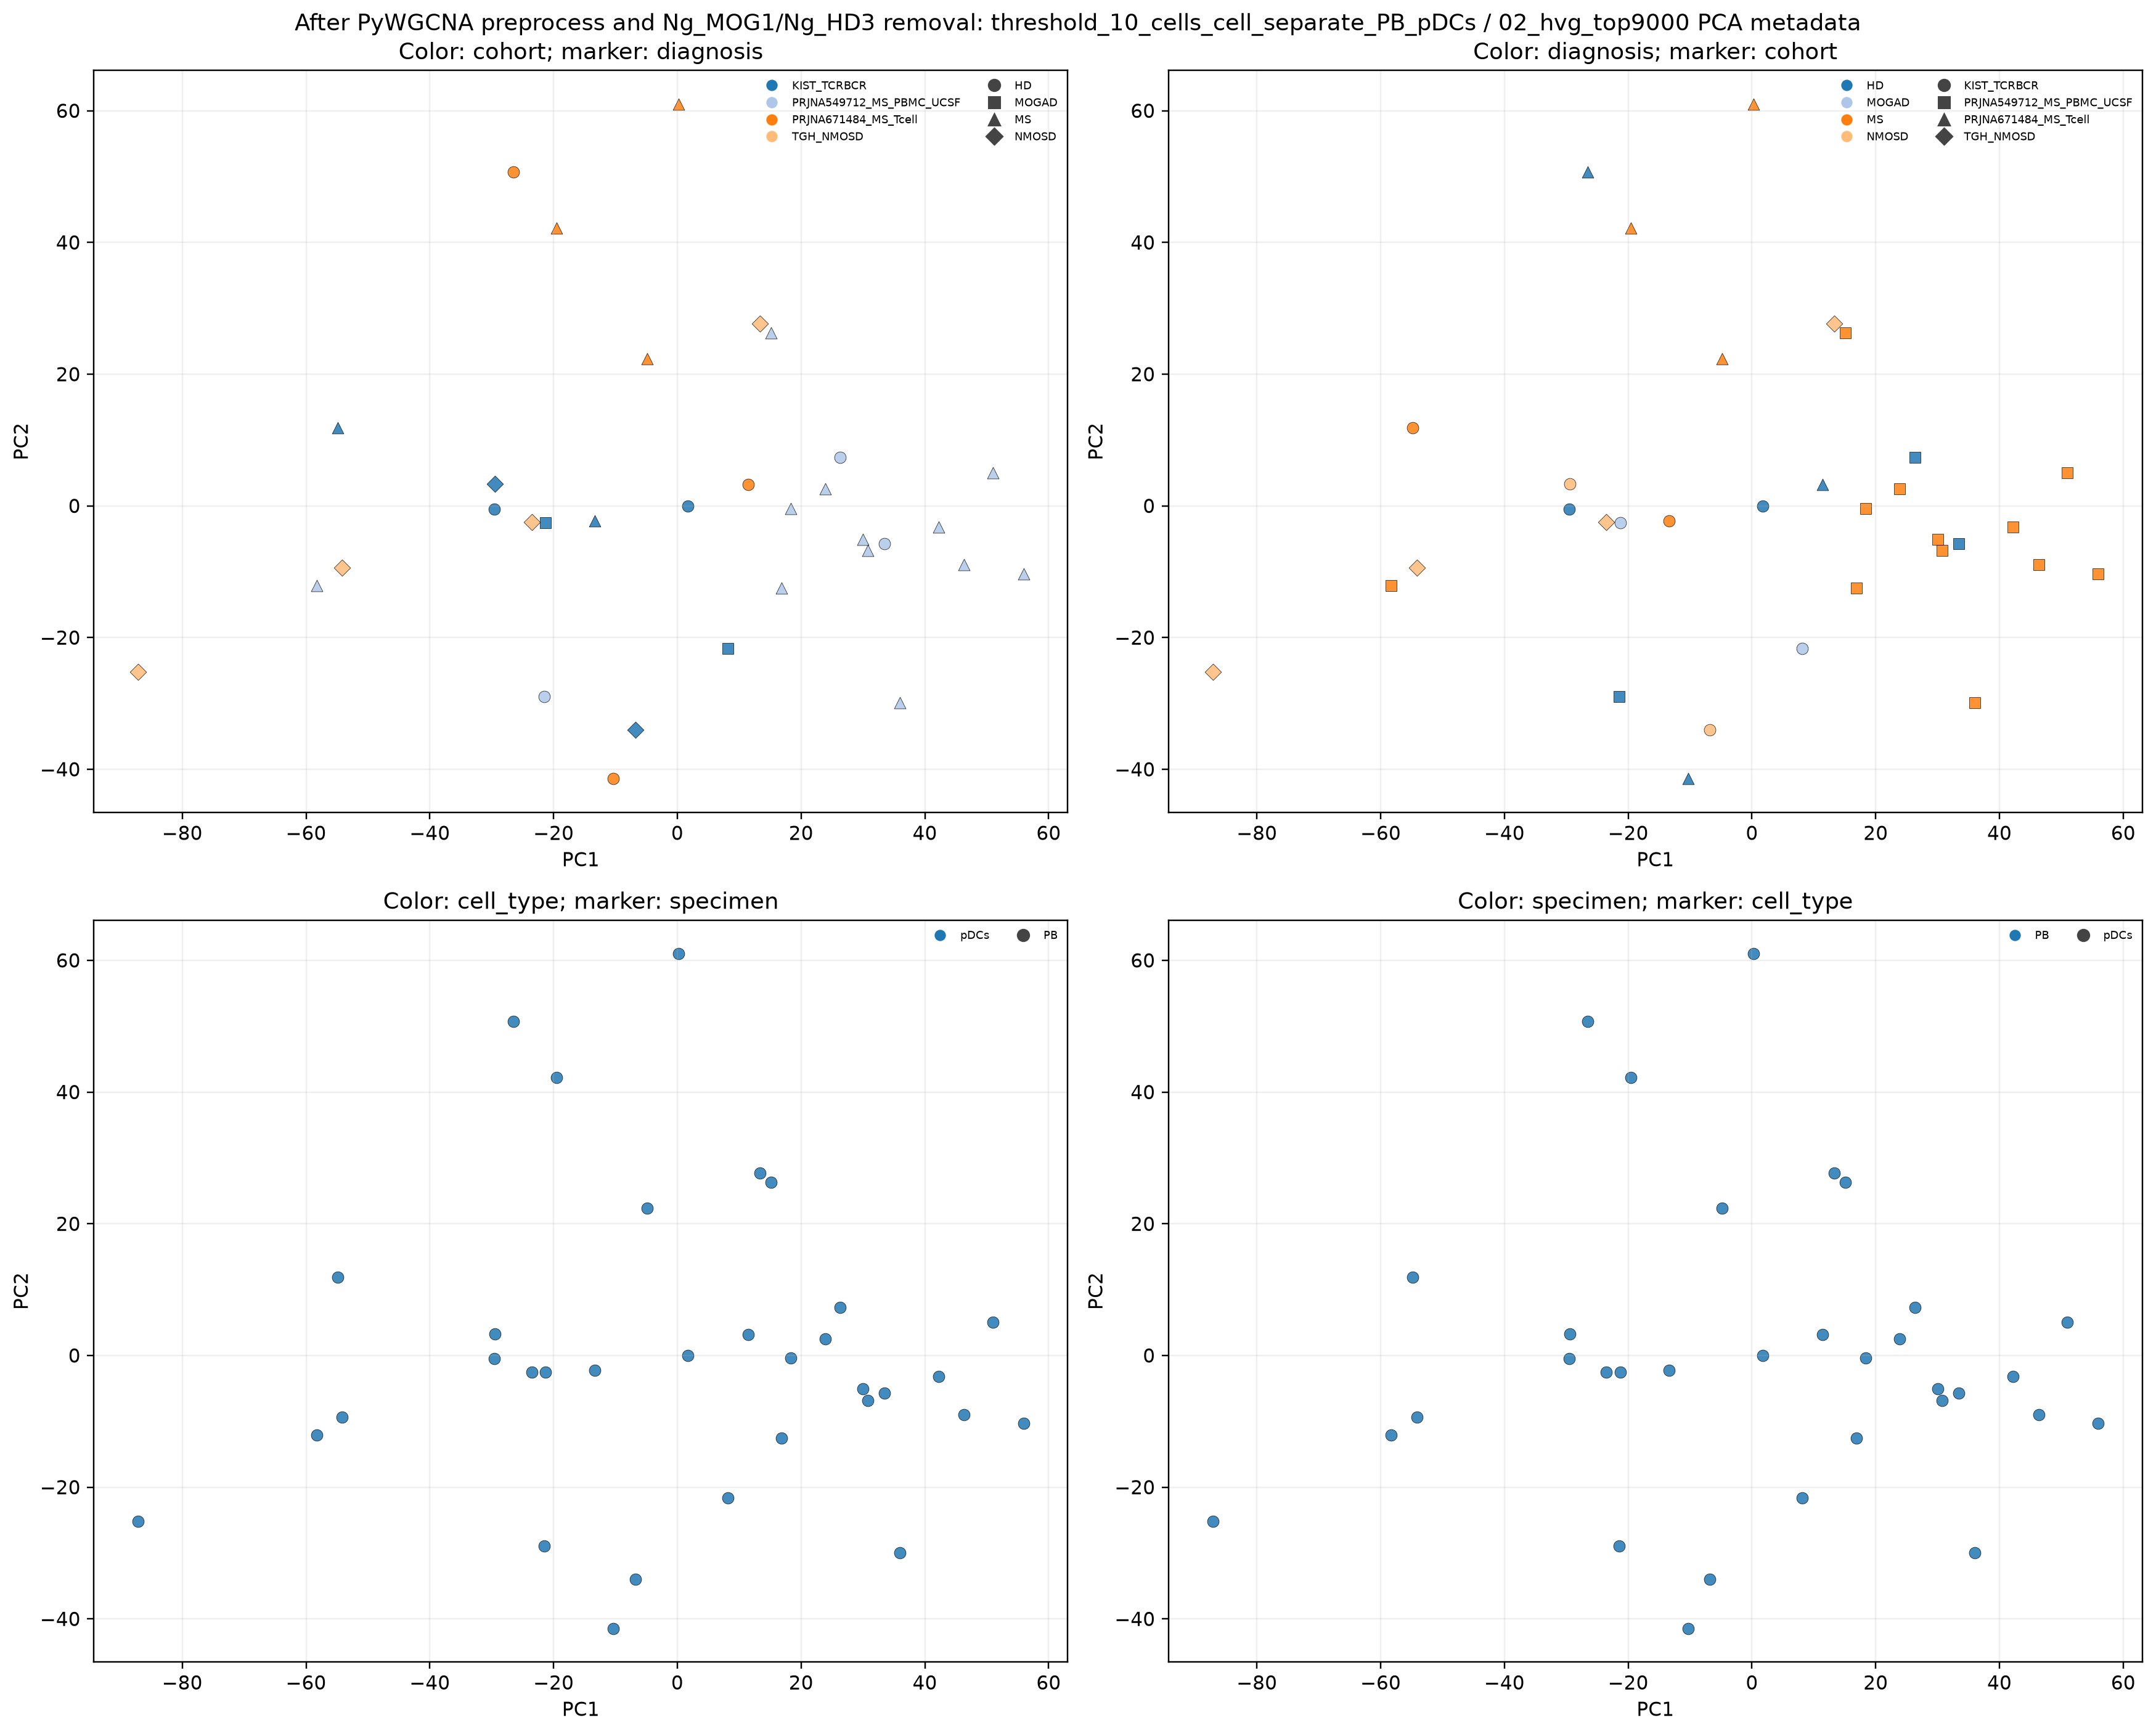 After PyWGCNA preprocess and Ng_MOG1/Ng_HD3 removal: threshold_10_cells_cell_separate_PB_pDCs / 02_hvg_top9000 PCA metadata
Color: cohort; marker: diagnosis
KIST_TCRBCR
PRJNA549712_MS_PBMC_UCSF
PRJNA671484_MS_Tcell
TGH_NMOSD
HD
MOGAD
MS
NMOSD
60
40
20
0
−20
−40
PC2
−80
−60
−40
−20
0
20
40
60
PC1
Color: diagnosis; marker: cohort
HD
MOGAD
MS
NMOSD
KIST_TCRBCR
PRJNA549712_MS_PBMC_UCSF
PRJNA671484_MS_Tcell
TGH_NMOSD
60
40
20
0
−20
−40
PC2
−80
−60
−40
−20
0
20
40
60
PC1
Color: cell_type; marker: specimen
pDCs
PB
60
40
20
0
−20
−40
PC2
−80
−60
−40
−20
0
20
40
60
PC1
Color: specimen; marker: cell_type
PB
pDCs
60
40
20
0
−20
−40
PC2
−80
−60
−40
−20
0
20
40
60
PC1